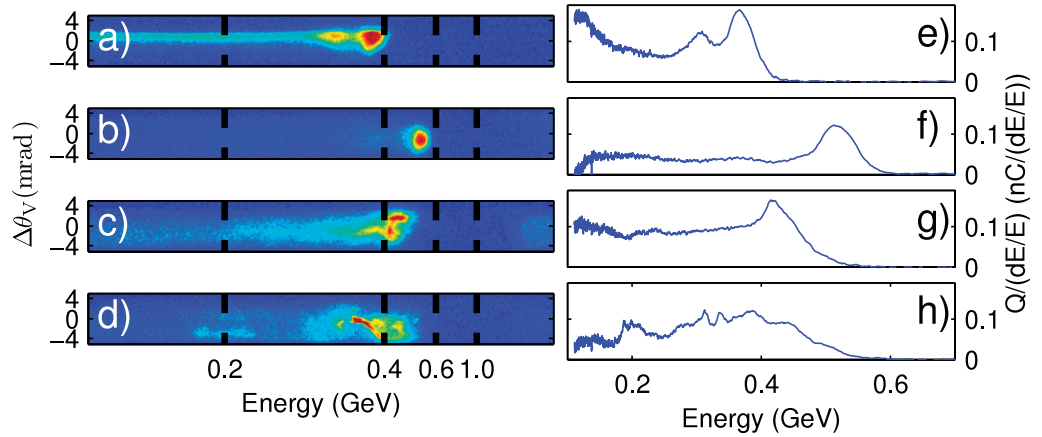 4
0
−4
a)
4
0
−4
b)
4
0
−4
c)
4
0
−4
d)
Δθ_V (mrad)
0.2 0.4 0.6 1.0
Energy (GeV)
e)
0.1
0
f)
0.1
0
g)
0.1
0
h)
0.1
0
Q/(dE/E) (nC/(dE/E))
0.2 0.4 0.6
Energy (GeV)